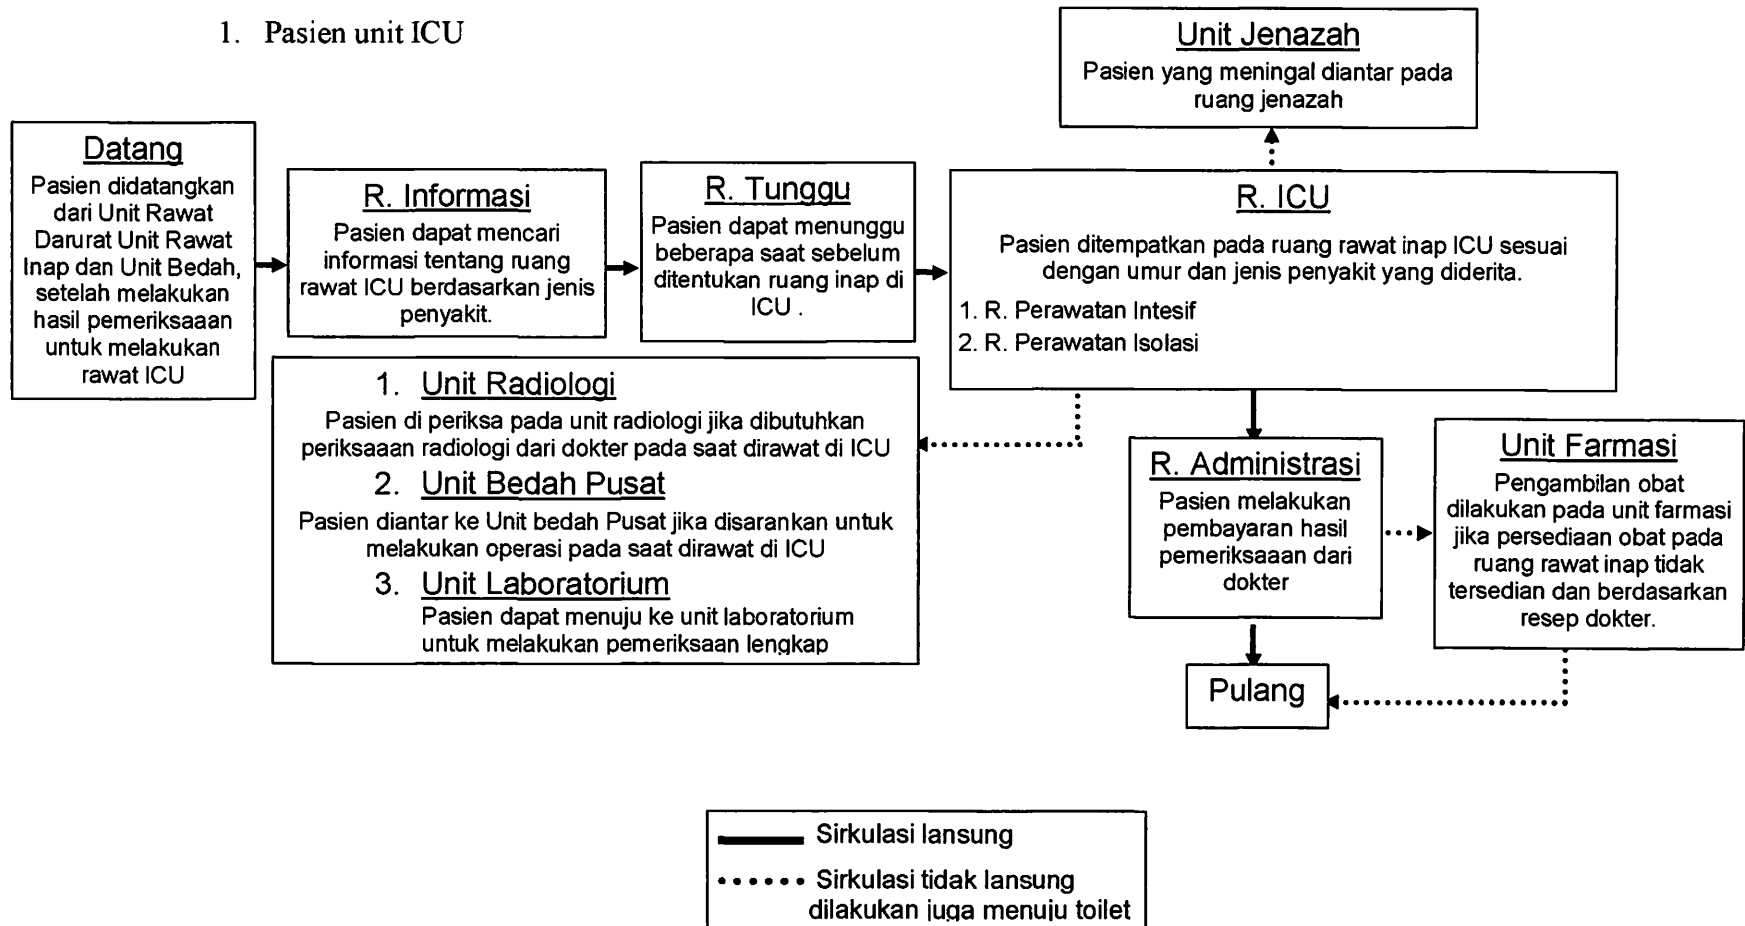 1. Pasien unit ICU
Unit Jenazah
Pasien yang meningal diantar pada
ruang jenazah
Datang
Pasien didatangkan
dari Unit Rawat
Darurat Unit Rawat
Inap dan Unit Bedah,
setelah melakukan
hasil pemeriksaaan
untuk melakukan
rawat ICU
R. Informasi
Pasien dapat mencari
informasi tentang ruang
rawat ICU berdasarkan jenis
penyakit.
R. Tunggu
Pasien dapat menunggu
beberapa saat sebelum
ditentukan ruang inap di
ICU .
R. ICU
Pasien ditempatkan pada ruang rawat inap ICU sesuai
dengan umur dan jenis penyakit yang diderita.
1. R. Perawatan Intesif
2. R. Perawatan Isolasi
1. Unit Radiologi
Pasien di periksa pada unit radiologi jika dibutuhkan
periksaaan radiologi dari dokter pada saat dirawat di ICU
2. Unit Bedah Pusat
Pasien diantar ke Unit bedah Pusat jika disarankan untuk
melakukan operasi pada saat dirawat di ICU
3. Unit Laboratorium
Pasien dapat menuju ke unit laboratorium
untuk melakukan pemeriksaan lengkap
R. Administrasi
Pasien melakukan
pembayaran hasil
pemeriksaaan dari
dokter
Unit Farmasi
Pengambilan obat
dilakukan pada unit farmasi
jika persediaan obat pada
ruang rawat inap tidak
tersedian dan berdasarkan
resep dokter.
Pulang
Sirkulasi lansung
Sirkulasi tidak lansung
dilakukan juga menuju toilet